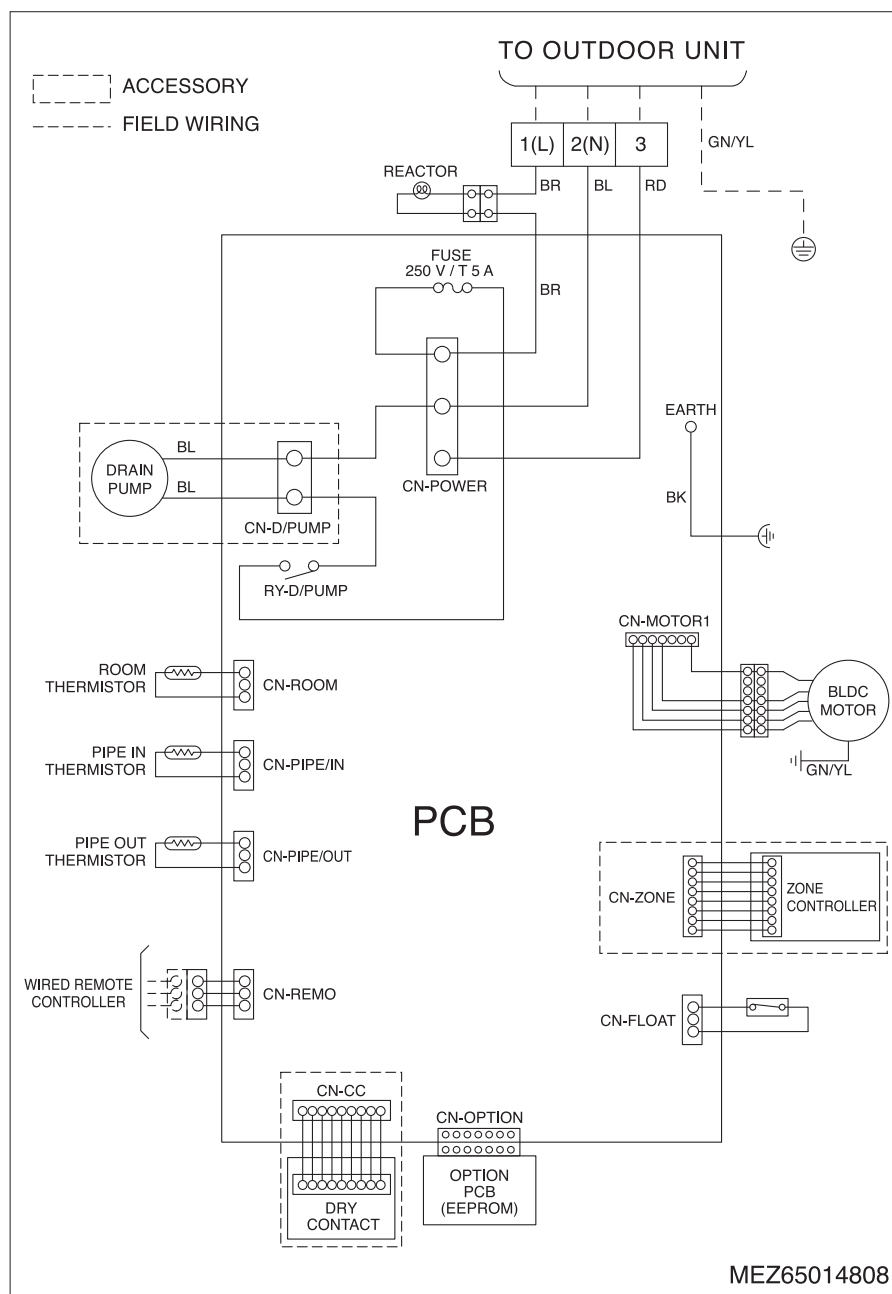 TO OUTDOOR UNIT
ACCESSORY
FIELD WIRING
1(L) 2(N) 3
GN/YL
REACTOR
BR BL RD
FUSE
250 V / T 5 A
BR
EARTH
BL
DRAIN
PUMP
BL
CN-POWER
BK
CN-D/PUMP
RY-D/PUMP
CN-MOTOR1
ROOM
THERMISTOR
CN-ROOM
BLDC
MOTOR
PIPE IN
THERMISTOR
CN-PIPE/IN
GN/YL
PCB
PIPE OUT
THERMISTOR
CN-PIPE/OUT
CN-ZONE
ZONE
CONTROLLER
WIRED REMOTE
CONTROLLER
CN-REMO
CN-FLOAT
CN-CC
CN-OPTION
OPTION
PCB
(EEPROM)
DRY
CONTACT
MEZ65014808